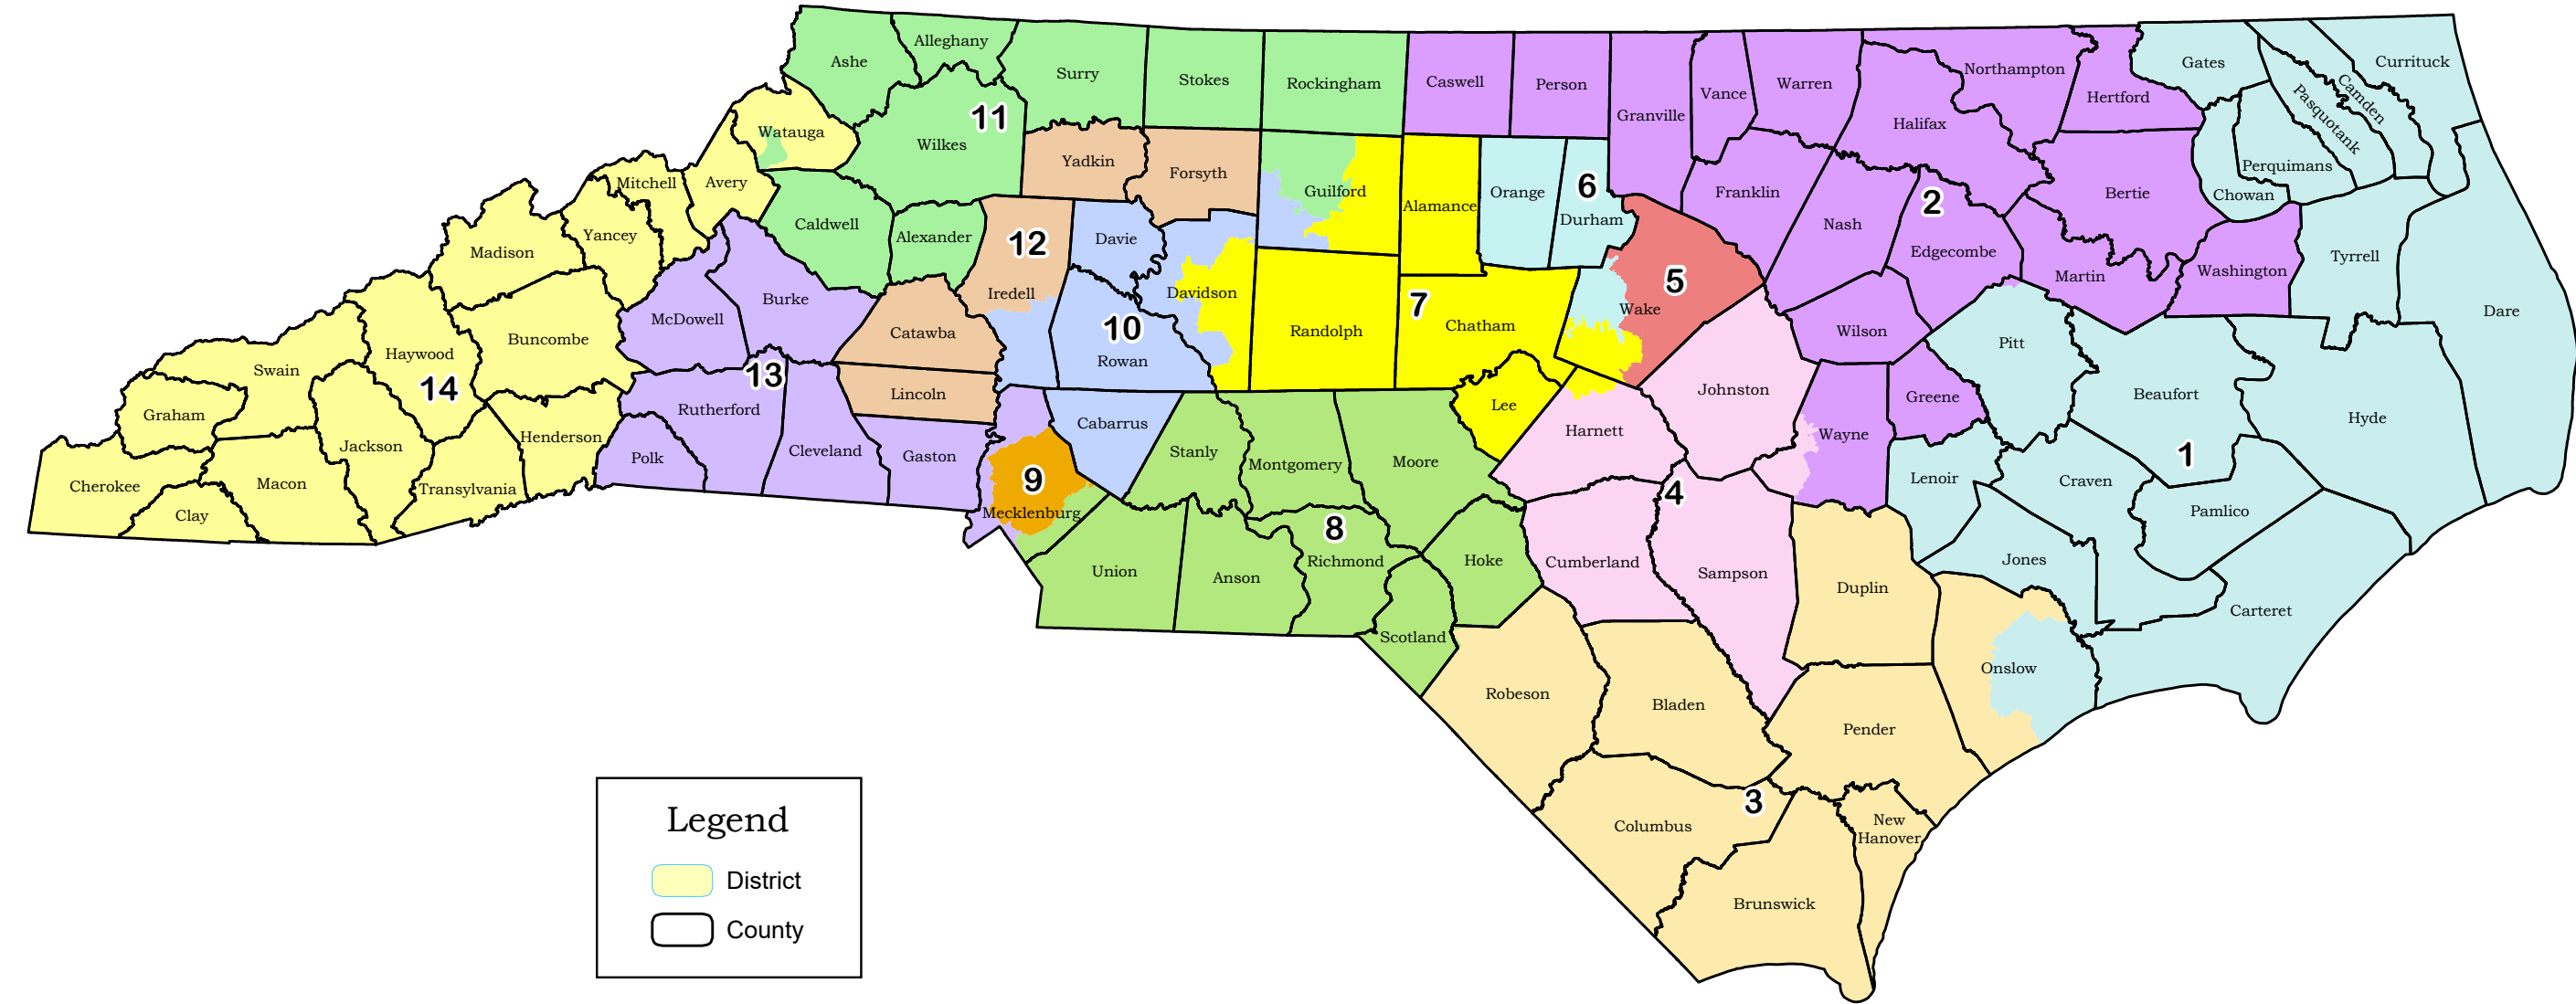 Ashe
Alleghany
Surry
Stokes
Rockingham
Caswell
Person
Granville
Vance
Warren
Northampton
Hertford
Gates
Currituck
Camden
Pasquotank
Perquimans
Chowan
Halifax
Bertie
Watauga
11
Wilkes
Yadkin
Forsyth
Guilford
Alamance
Orange
6
Durham
Franklin
Nash
2
Edgecombe
Martin
Washington
Tyrrell
Dare
Mitchell
Avery
Caldwell
Alexander
12
Iredell
Davie
Davidson
Madison
Yancey
Buncombe
McDowell
Burke
Catawba
10
Rowan
Randolph
7
Chatham
5
Wake
Wilson
Pitt
Beaufort
Hyde
Swain
Haywood
14
13
Rutherford
Lincoln
Cabarrus
Lee
Johnston
Greene
Wayne
Graham
Jackson
Henderson
Polk
Cleveland
Gaston
Stanly
Montgomery
Moore
Harnett
1
Lenoir
Craven
Pamlico
Cherokee
Clay
Macon
Transylvania
9
Mecklenburg
4
8
Richmond
Hoke
Cumberland
Sampson
Duplin
Jones
Carteret
Union
Anson
Scotland
Robeson
Bladen
Pender
Onslow
3
Columbus
New
Hanover
Brunswick
Legend
District
County